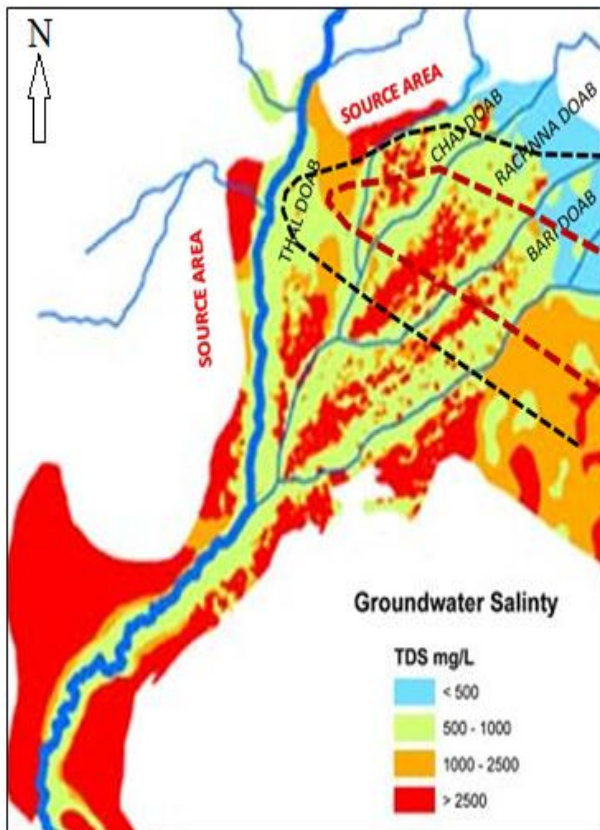 N
SOURCE AREA
CHAJ DOAB
RACHNNA DOAB
THAL DOAB
BARI DOAB
SOURCE AREA
Groundwater Salinty
TDS mg/L
< 500
500 - 1000
1000 - 2500
> 2500